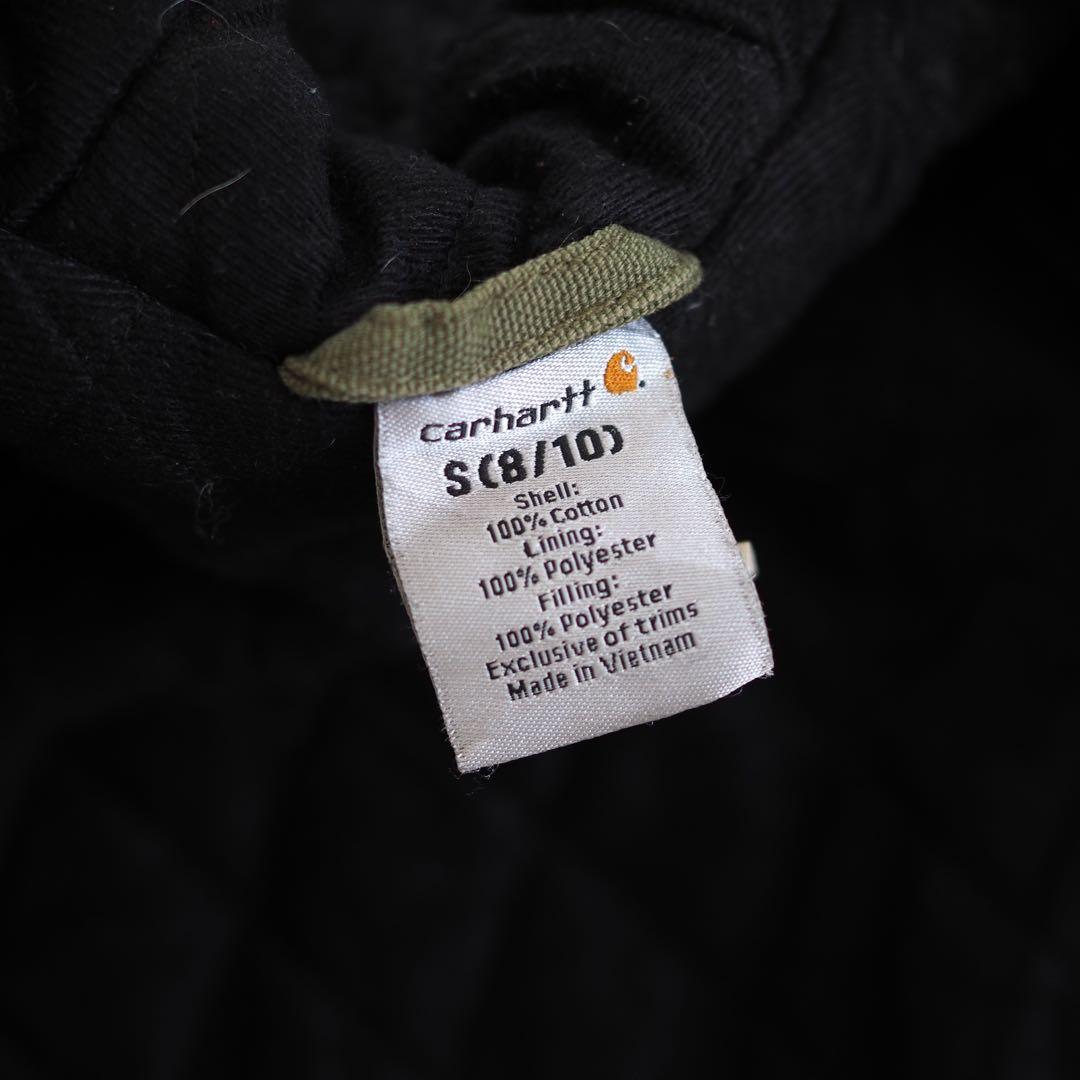 carhartt
S(8/10)
Shell:
100% Cotton
Lining:
100% Polyester
Filling:
100% Polyester
Exclusive of trims
Made in Vietnam